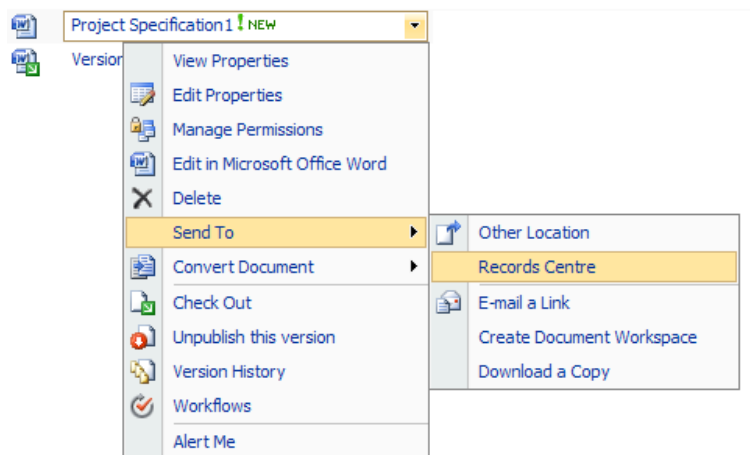 Project Specification1 ! NEW
Version
View Properties
Edit Properties
Manage Permissions
Edit in Microsoft Office Word
Delete
Send To
Convert Document
Check Out
Unpublish this version
Version History
Workflows
Alert Me
Other Location
Records Centre
E-mail a Link
Create Document Workspace
Download a Copy